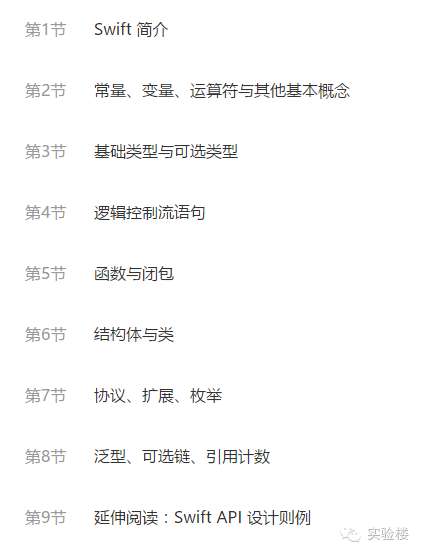 第1节 Swift 简介
第2节 常量、变量、运算符与其他基本概念
第3节 基础类型与可选类型
第4节 逻辑控制流语句
第5节 函数与闭包
第6节 结构体与类
第7节 协议、扩展、枚举
第8节 泛型、可选链、引用计数
第9节 延伸阅读：Swift API 设计则例
实验楼